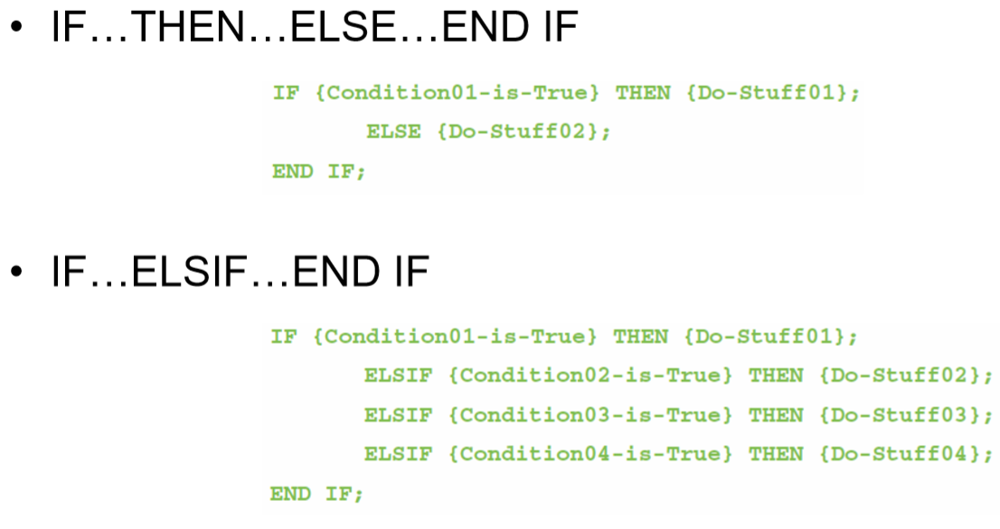 • IF…THEN…ELSE…END IF
IF {Condition01-is-True} THEN {Do-Stuff01};
ELSE {Do-Stuff02};
END IF;
• IF…ELSIF…END IF
IF {Condition01-is-True} THEN {Do-Stuff01};
ELSIF {Condition02-is-True} THEN {Do-Stuff02};
ELSIF {Condition03-is-True} THEN {Do-Stuff03};
ELSIF {Condition04-is-True} THEN {Do-Stuff04};
END IF;